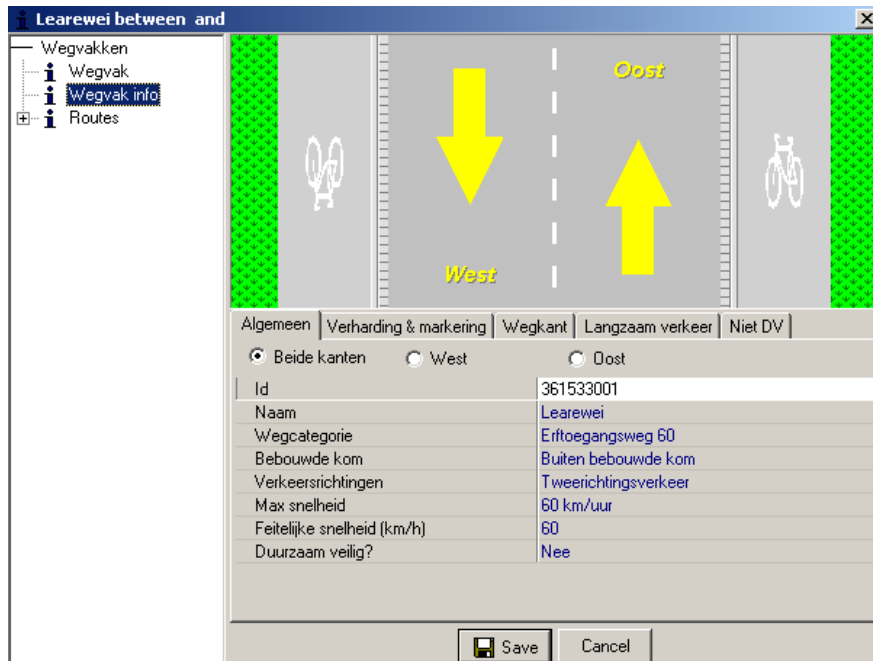 Learewei between and
Wegvakken
Wegvak
Wegvak info
Routes
Oost
West
Algemeen Verharding & markering Wegkant Langzaam verkeer Niet DV
Beide kanten West Oost
Id 361533001
Naam Learewei
Wegcategorie Erftoegangsweg 60
Bebouwde kom Buiten bebouwde kom
Verkeersrichtingen Tweerichtingsverkeer
Max snelheid 60 km/uur
Feitelijke snelheid (km/h) 60
Duurzaam veilig? Nee
Save Cancel